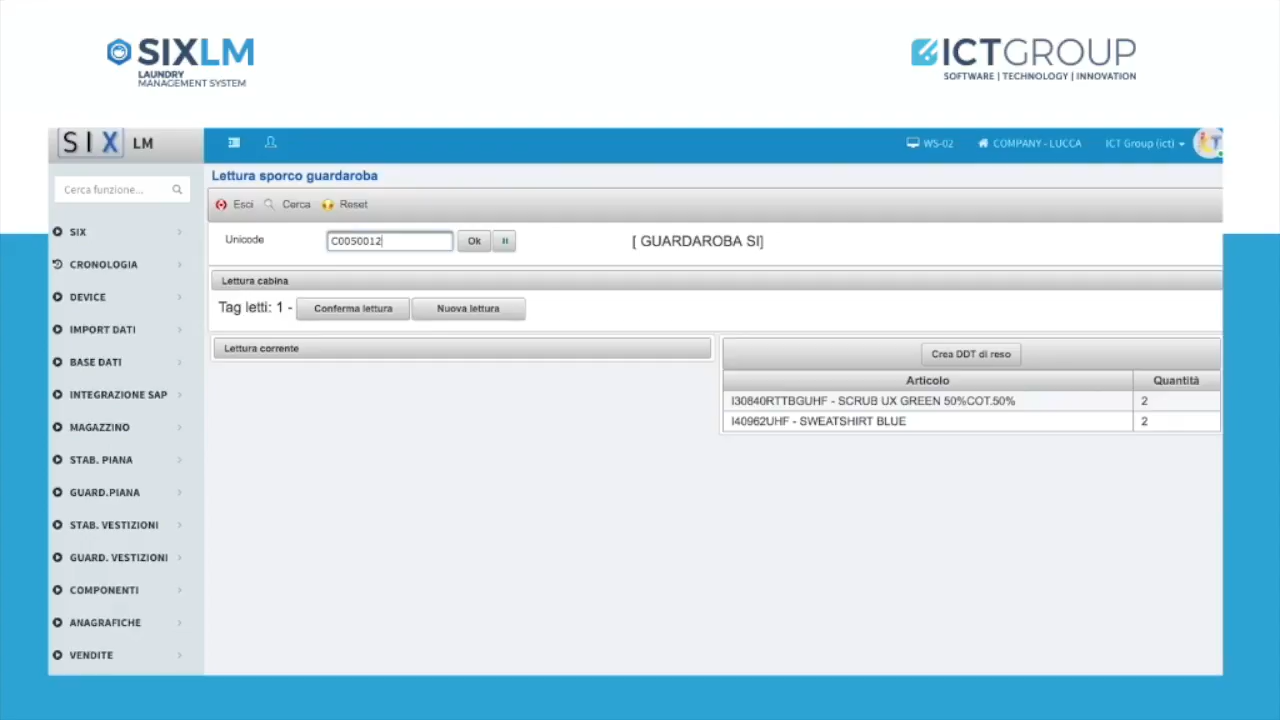 SIXLM
LAUNDRY
MANAGEMENT SYSTEM
ICTGROUP
SOFTWARE | TECHNOLOGY | INNOVATION
SIX LM
WS-02
COMPANY - LUCCA
ICT Group (ict)
Cerca funzione...
SIX
CRONOLOGIA
DEVICE
IMPORT DATI
BASE DATI
INTEGRAZIONE SAP
MAGAZZINO
STAB. PIANA
GUARD.PIANA
STAB. VESTIZIONI
GUARD. VESTIZIONI
COMPONENTI
ANAGRAFICHE
VENDITE
Lettura sporco guardaroba
Esci Cerca Reset
Unicode C0050012 Ok [ GUARDAROBA SI]
Lettura cabina
Tag letti: 1 - Conferma lettura Nuova lettura
Lettura corrente
Crea DDT di reso
Articolo Quantità
I30840RTTBGUHF - SCRUB UX GREEN 50%COT.50% 2
I40962UHF - SWEATSHIRT BLUE 2